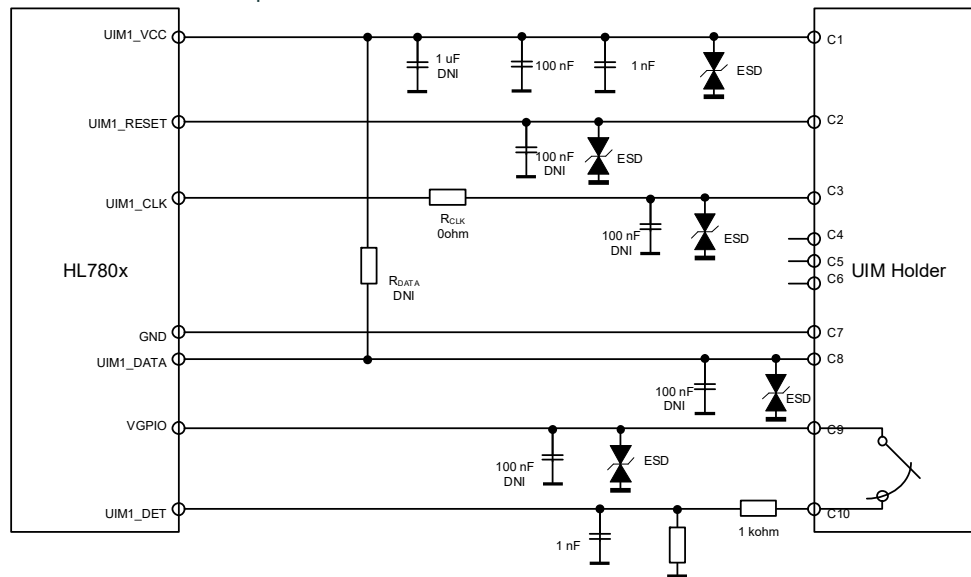 UIM1_VCC
C1
1 uF
DNI
100 nF
1 nF
ESD
UIM1_RESET
C2
100 nF
DNI
ESD
UIM1_CLK
C3
RCLK
0ohm
100 nF
DNI
ESD
C4
C5
C6
HL780x
UIM Holder
RDATA
DNI
GND
C7
UIM1_DATA
C8
100 nF
DNI
ESD
VGPIO
C9
100 nF
DNI
ESD
UIM1_DET
C10
1 nF
1 kohm